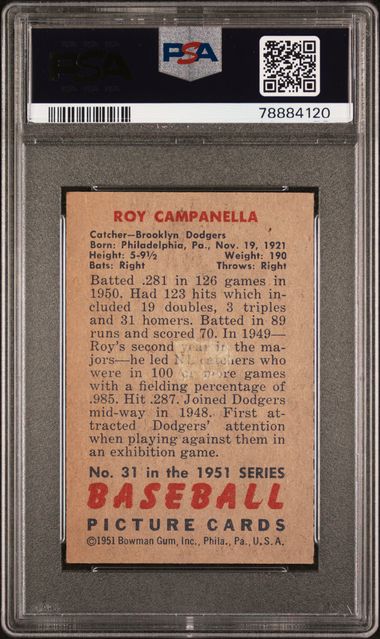 PSA
PSA
78884120
ROY CAMPANELLA
Catcher—Brooklyn Dodgers
Born: Philadelphia, Pa., Nov. 19, 1921
Height: 5-9½ Weight: 190
Bats: Right Throws: Right
Batted .281 in 126 games in
1950. Had 123 hits which in-
cluded 19 doubles, 3 triples
and 31 homers. Batted in 89
runs and scored 70. In 1949—
Roy's second year in the ma-
jors—he led NL catchers who
were in 100 or more games
with a fielding percentage of
.985. Hit .287. Joined Dodgers
mid-way in 1948. First at-
tracted Dodgers' attention
when playing against them in
an exhibition game.
No. 31 in the 1951 SERIES
BASEBALL
PICTURE CARDS
©1951 Bowman Gum, Inc., Phila., Pa., U.S.A.